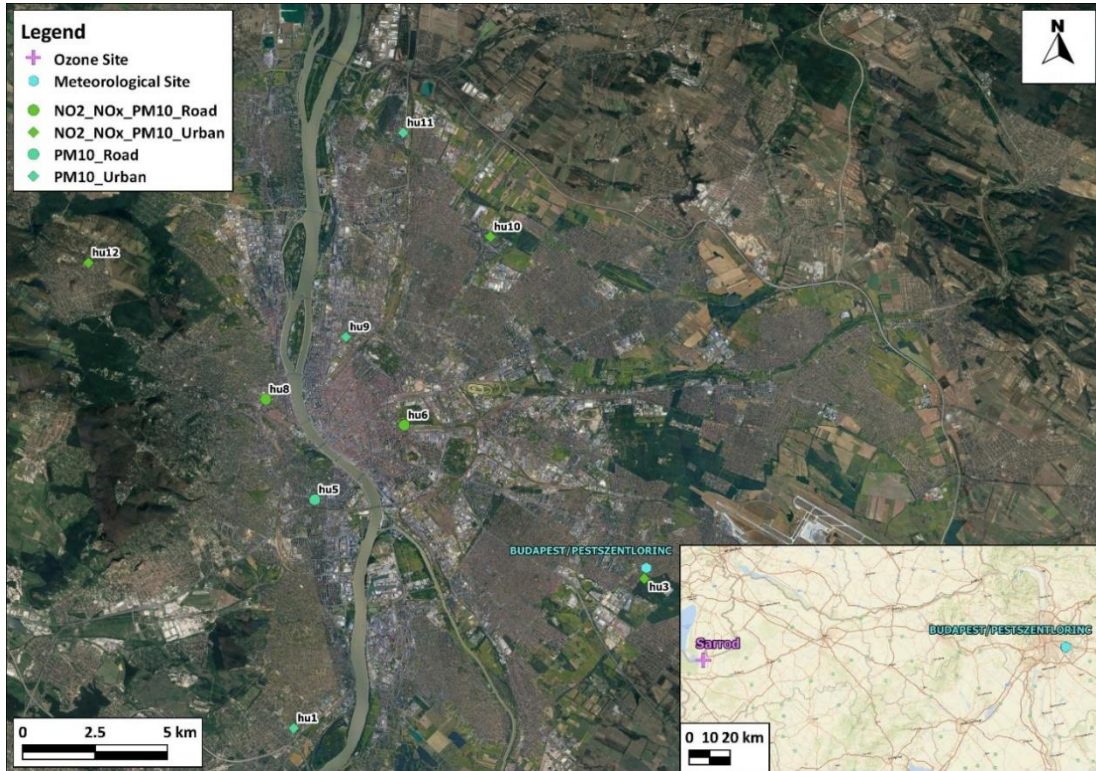 Legend
Ozone Site
Meteorological Site
NO2_NOx_PM10_Road
NO2_NOx_PM10_Urban
PM10_Road
PM10_Urban
hu11
hu10
hu12
hu9
hu8
hu6
hu5
BUDAPEST/PESTSZENTLORINC
hu3
hu1
0 2.5 5 km
Sarrod
BUDAPEST/PESTSZENTLORINC
0 10 20 km